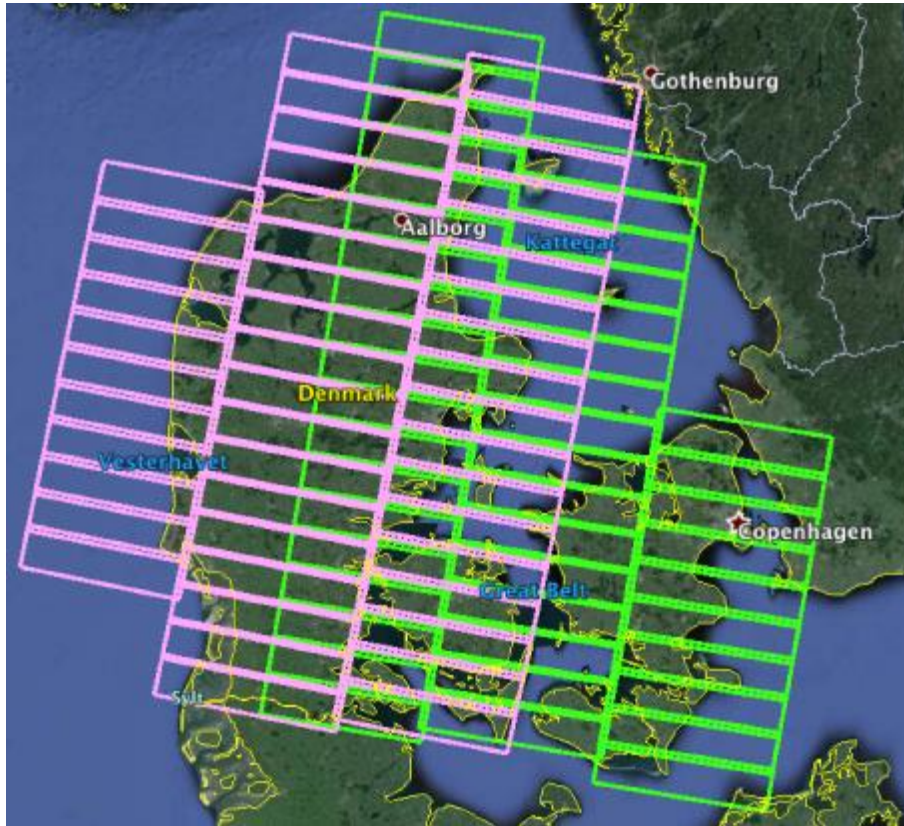 Gothenburg
Aalborg
Kattegat
Denmark
Vesterhavet
Copenhagen
Great Belt
Sylt